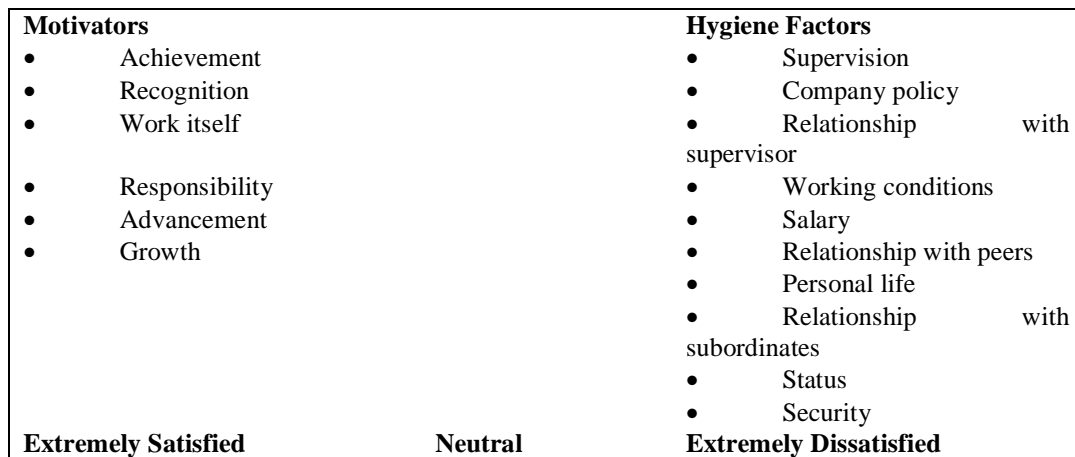 Motivators Hygiene Factors
• Achievement • Supervision
• Recognition • Company policy
• Work itself • Relationship with
supervisor
• Responsibility • Working conditions
• Advancement • Salary
• Growth • Relationship with peers
• Personal life
• Relationship with
subordinates
• Status
• Security
Extremely Satisfied Neutral Extremely Dissatisfied